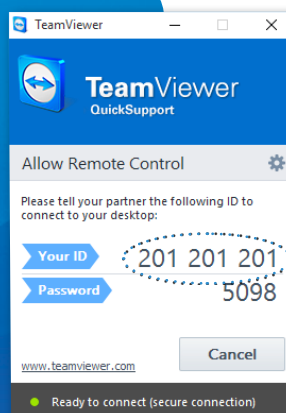 TeamViewer
TeamViewer
QuickSupport
Allow Remote Control
Please tell your partner the following ID to
connect to your desktop:
Your ID 201 201 201
Password 5098
www.teamviewer.com Cancel
Ready to connect (secure connection)